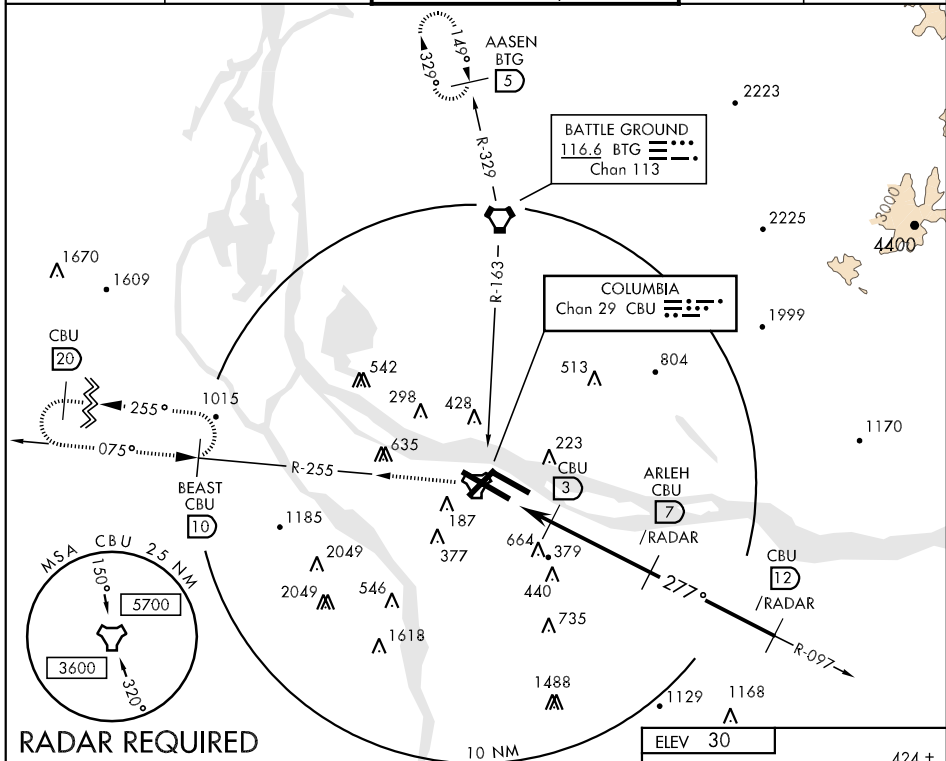 149°
329°
AASEN
BTG
5
R-329
2223
BATTLE GROUND
116.6 BTG
Chan 113
3000
4400
2225
R-163
COLUMBIA
Chan 29 CBU
1999
1670
1609
CBU
20
542
298
428
513
804
255°
1015
1170
075°
635
223
R-255
BEAST
CBU
10
CBU
3
ARLEH
CBU
7
/RADAR
187
1185
377
664
379
CBU
12
/RADAR
2049
2049
546
440
277°
735
1618
R-097
MSA CBU 25 NM
150°
5700
3600
320°
1488
1129
1168
RADAR REQUIRED
10 NM
ELEV 30
424 ±